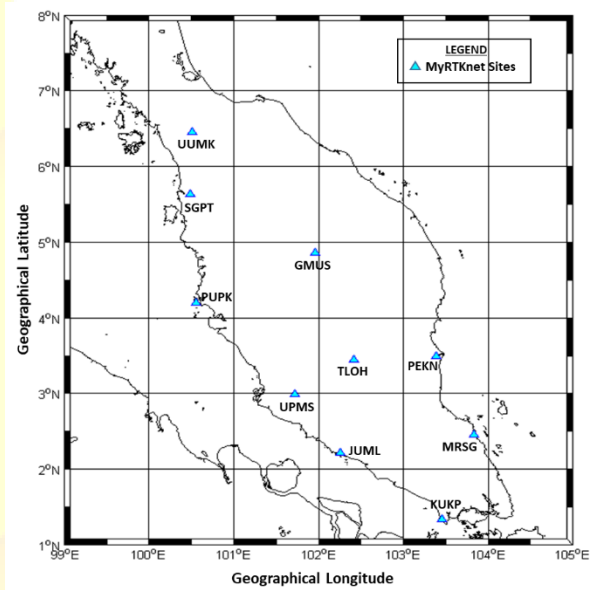 8°N
LEGEND
MyRTKnet Sites
7°N
UUMK
6°N
SGPT
5°N
GMUS
PUPK
4°N
TLOH
PEKN
3°N
UPMS
MRSG
JUML
2°N
KUKP
1°N
99°E 100°E 101°E 102°E 103°E 104°E 105°E
Geographical Latitude
Geographical Longitude